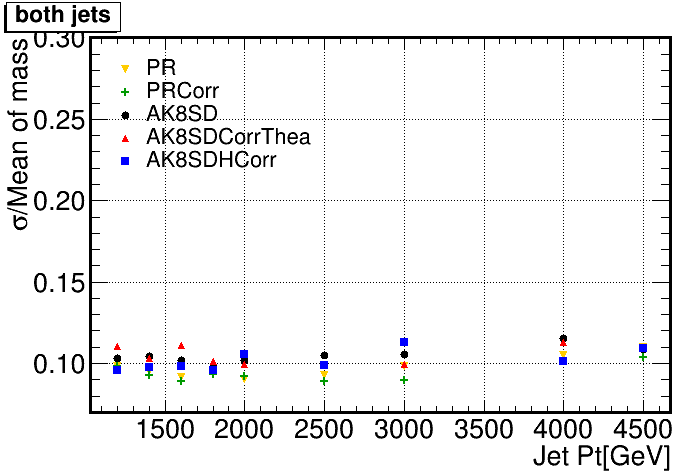 both jets
σ/Mean of mass
0.30
0.25
0.20
0.15
0.10
PR
PRCorr
AK8SD
AK8SDCorrThea
AK8SDHCorr
1500 2000 2500 3000 3500 4000 4500
Jet Pt[GeV]